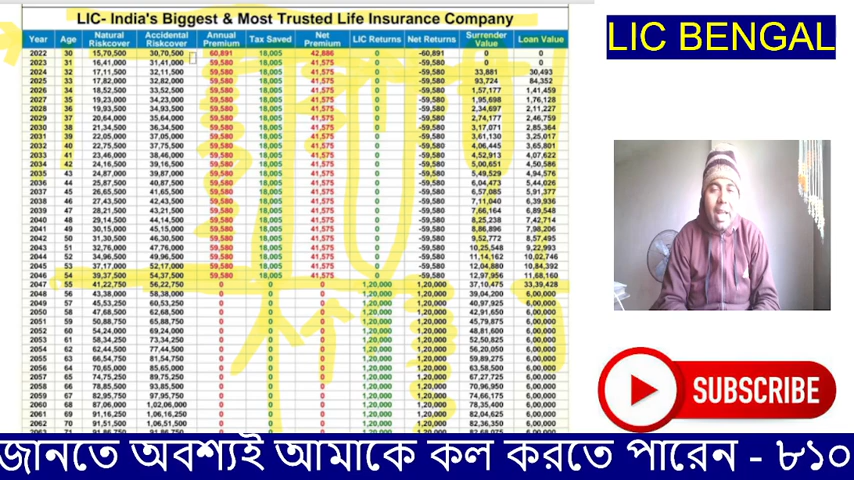 LIC- India's Biggest & Most Trusted Life Insurance Company
Year Age Natural Riskcover Accidental Riskcover Annual Premium Tax Saved Net Premium LIC Returns Net Returns Surrender Value Loan Value
2022 30 15,70,500 30,70,500 60,891 18,005 42,886 0 -60,891 0 0
2023 31 16,41,000 31,41,000 59,580 18,005 41,575 0 -59,580 0 0
2024 32 17,11,500 32,11,500 59,580 18,005 41,575 0 -59,580 33,881 30,493
2025 33 17,82,000 32,82,000 59,580 18,005 41,575 0 -59,580 93,724 84,352
2026 34 18,52,500 33,52,500 59,580 18,005 41,575 0 -59,580 1,57,177 1,41,459
2027 35 19,23,000 34,23,000 59,580 18,005 41,575 0 -59,580 1,95,698 1,76,128
2028 36 19,93,500 34,93,500 59,580 18,005 41,575 0 -59,580 2,34,697 2,11,227
2029 37 20,64,000 35,64,000 59,580 18,005 41,575 0 -59,580 2,74,177 2,46,759
2030 38 21,34,500 36,34,500 59,580 18,005 41,575 0 -59,580 3,17,071 2,85,364
2031 39 22,05,000 37,05,000 59,580 18,005 41,575 0 -59,580 3,61,130 3,25,017
2032 40 22,75,500 37,75,500 59,580 18,005 41,575 0 -59,580 4,06,445 3,65,801
2033 41 23,46,000 38,46,000 59,580 18,005 41,575 0 -59,580 4,52,913 4,07,622
2034 42 24,16,500 39,16,500 59,580 18,005 41,575 0 -59,580 5,00,651 4,50,586
2035 43 24,87,000 39,87,000 59,580 18,005 41,575 0 -59,580 5,49,529 4,94,576
2036 44 25,87,500 40,87,500 59,580 18,005 41,575 0 -59,580 6,04,473 5,44,026
2037 45 26,65,500 41,65,500 59,580 18,005 41,575 0 -59,580 6,57,085 5,91,377
2038 46 27,43,500 42,43,500 59,580 18,005 41,575 0 -59,580 7,11,040 6,39,936
2039 47 28,21,500 43,21,500 59,580 18,005 41,575 0 -59,580 7,66,164 6,89,548
2040 48 29,14,500 44,14,500 59,580 18,005 41,575 0 -59,580 8,25,238 7,42,714
2041 49 30,15,000 45,15,000 59,580 18,005 41,575 0 -59,580 8,86,896 7,98,206
2042 50 31,30,500 46,30,500 59,580 18,005 41,575 0 -59,580 9,52,772 8,57,495
2043 51 32,76,000 47,76,000 59,580 18,005 41,575 0 -59,580 10,25,548 9,22,993
2044 52 34,96,500 49,96,500 59,580 18,005 41,575 0 -59,580 11,14,162 10,02,746
2045 53 37,17,000 52,17,000 59,580 18,005 41,575 0 -59,580 12,04,880 10,84,392
2046 54 39,37,500 54,37,500 59,580 18,005 41,575 0 -59,580 12,97,956 11,68,160
2047 55 41,22,750 56,22,750 0 0 0 1,20,000 1,20,000 37,10,475 33,39,428
2048 56 43,38,000 58,38,000 0 0 0 1,20,000 1,20,000 39,04,200 6,00,000
2049 57 45,53,250 60,53,250 0 0 0 1,20,000 1,20,000 40,97,925 6,00,000
2050 58 47,68,500 62,68,500 0 0 0 1,20,000 1,20,000 42,91,650 6,00,000
2051 59 50,88,750 65,88,750 0 0 0 1,20,000 1,20,000 45,79,875 6,00,000
2052 60 54,24,000 69,24,000 0 0 0 1,20,000 1,20,000 48,81,600 6,00,000
2053 61 58,34,250 73,34,250 0 0 0 1,20,000 1,20,000 52,50,825 6,00,000
2054 62 62,44,500 77,44,500 0 0 0 1,20,000 1,20,000 56,20,050 6,00,000
2055 63 66,54,750 81,54,750 0 0 0 1,20,000 1,20,000 59,89,275 6,00,000
2056 64 70,65,000 85,65,000 0 0 0 1,20,000 1,20,000 63,58,500 6,00,000
2057 65 74,75,250 89,75,250 0 0 0 1,20,000 1,20,000 67,27,725 6,00,000
2058 66 78,85,500 93,85,500 0 0 0 1,20,000 1,20,000 70,96,950 6,00,000
2059 67 82,95,750 97,95,750 0 0 0 1,20,000 1,20,000 74,66,175 6,00,000
2060 68 87,06,000 1,02,06,000 0 0 0 1,20,000 1,20,000 78,35,400 6,00,000
2061 69 91,16,250 1,06,16,250 0 0 0 1,20,000 1,20,000 82,04,625 6,00,000
2062 70 91,51,500 1,06,51,500 0 0 0 1,20,000 1,20,000 82,36,350 6,00,000
LIC BENGAL
SUBSCRIBE
জানতে অবশ্যই আমাকে কল করতে পারেন - ৮১০